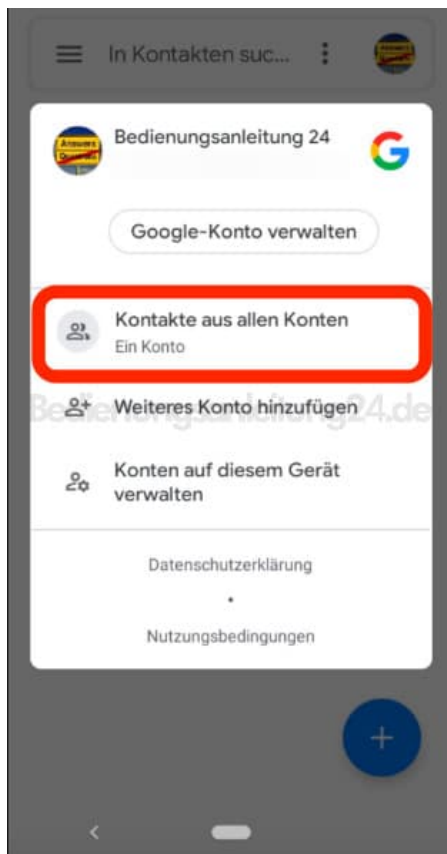 In Kontakten suc...
Bedienungsanleitung 24
Google-Konto verwalten
Kontakte aus allen Konten
Ein Konto
Weiteres Konto hinzufügen
Bedienungsanleitung24.de
Konten auf diesem Gerät
verwalten
Datenschutzerklärung
Nutzungsbedingungen